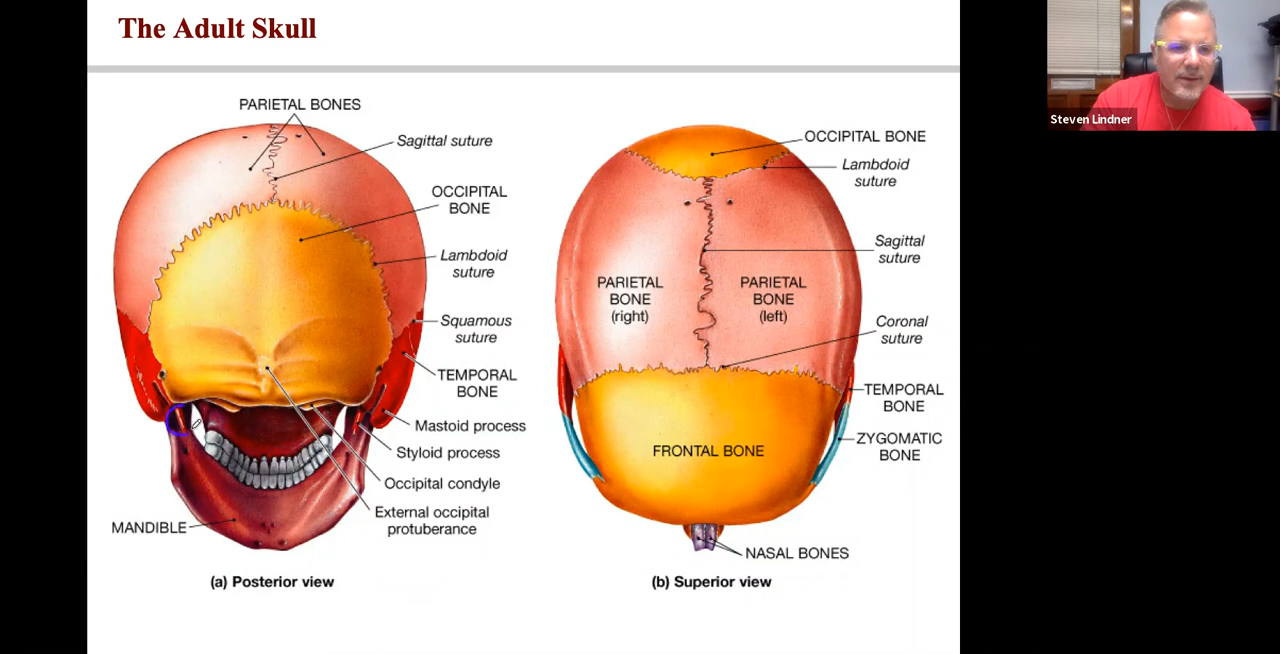 The Adult Skull
PARIETAL BONES
Sagittal suture
OCCIPITAL
BONE
Lambdoid
suture
Squamous
suture
TEMPORAL
BONE
Mastoid process
Styloid process
Occipital condyle
External occipital
protuberance
MANDIBLE
(a) Posterior view
OCCIPITAL BONE
Lambdoid
suture
Sagittal
suture
PARIETAL
BONE
(right)
PARIETAL
BONE
(left)
Coronal
suture
TEMPORAL
BONE
ZYGOMATIC
BONE
FRONTAL BONE
NASAL BONES
(b) Superior view
Steven Lindner